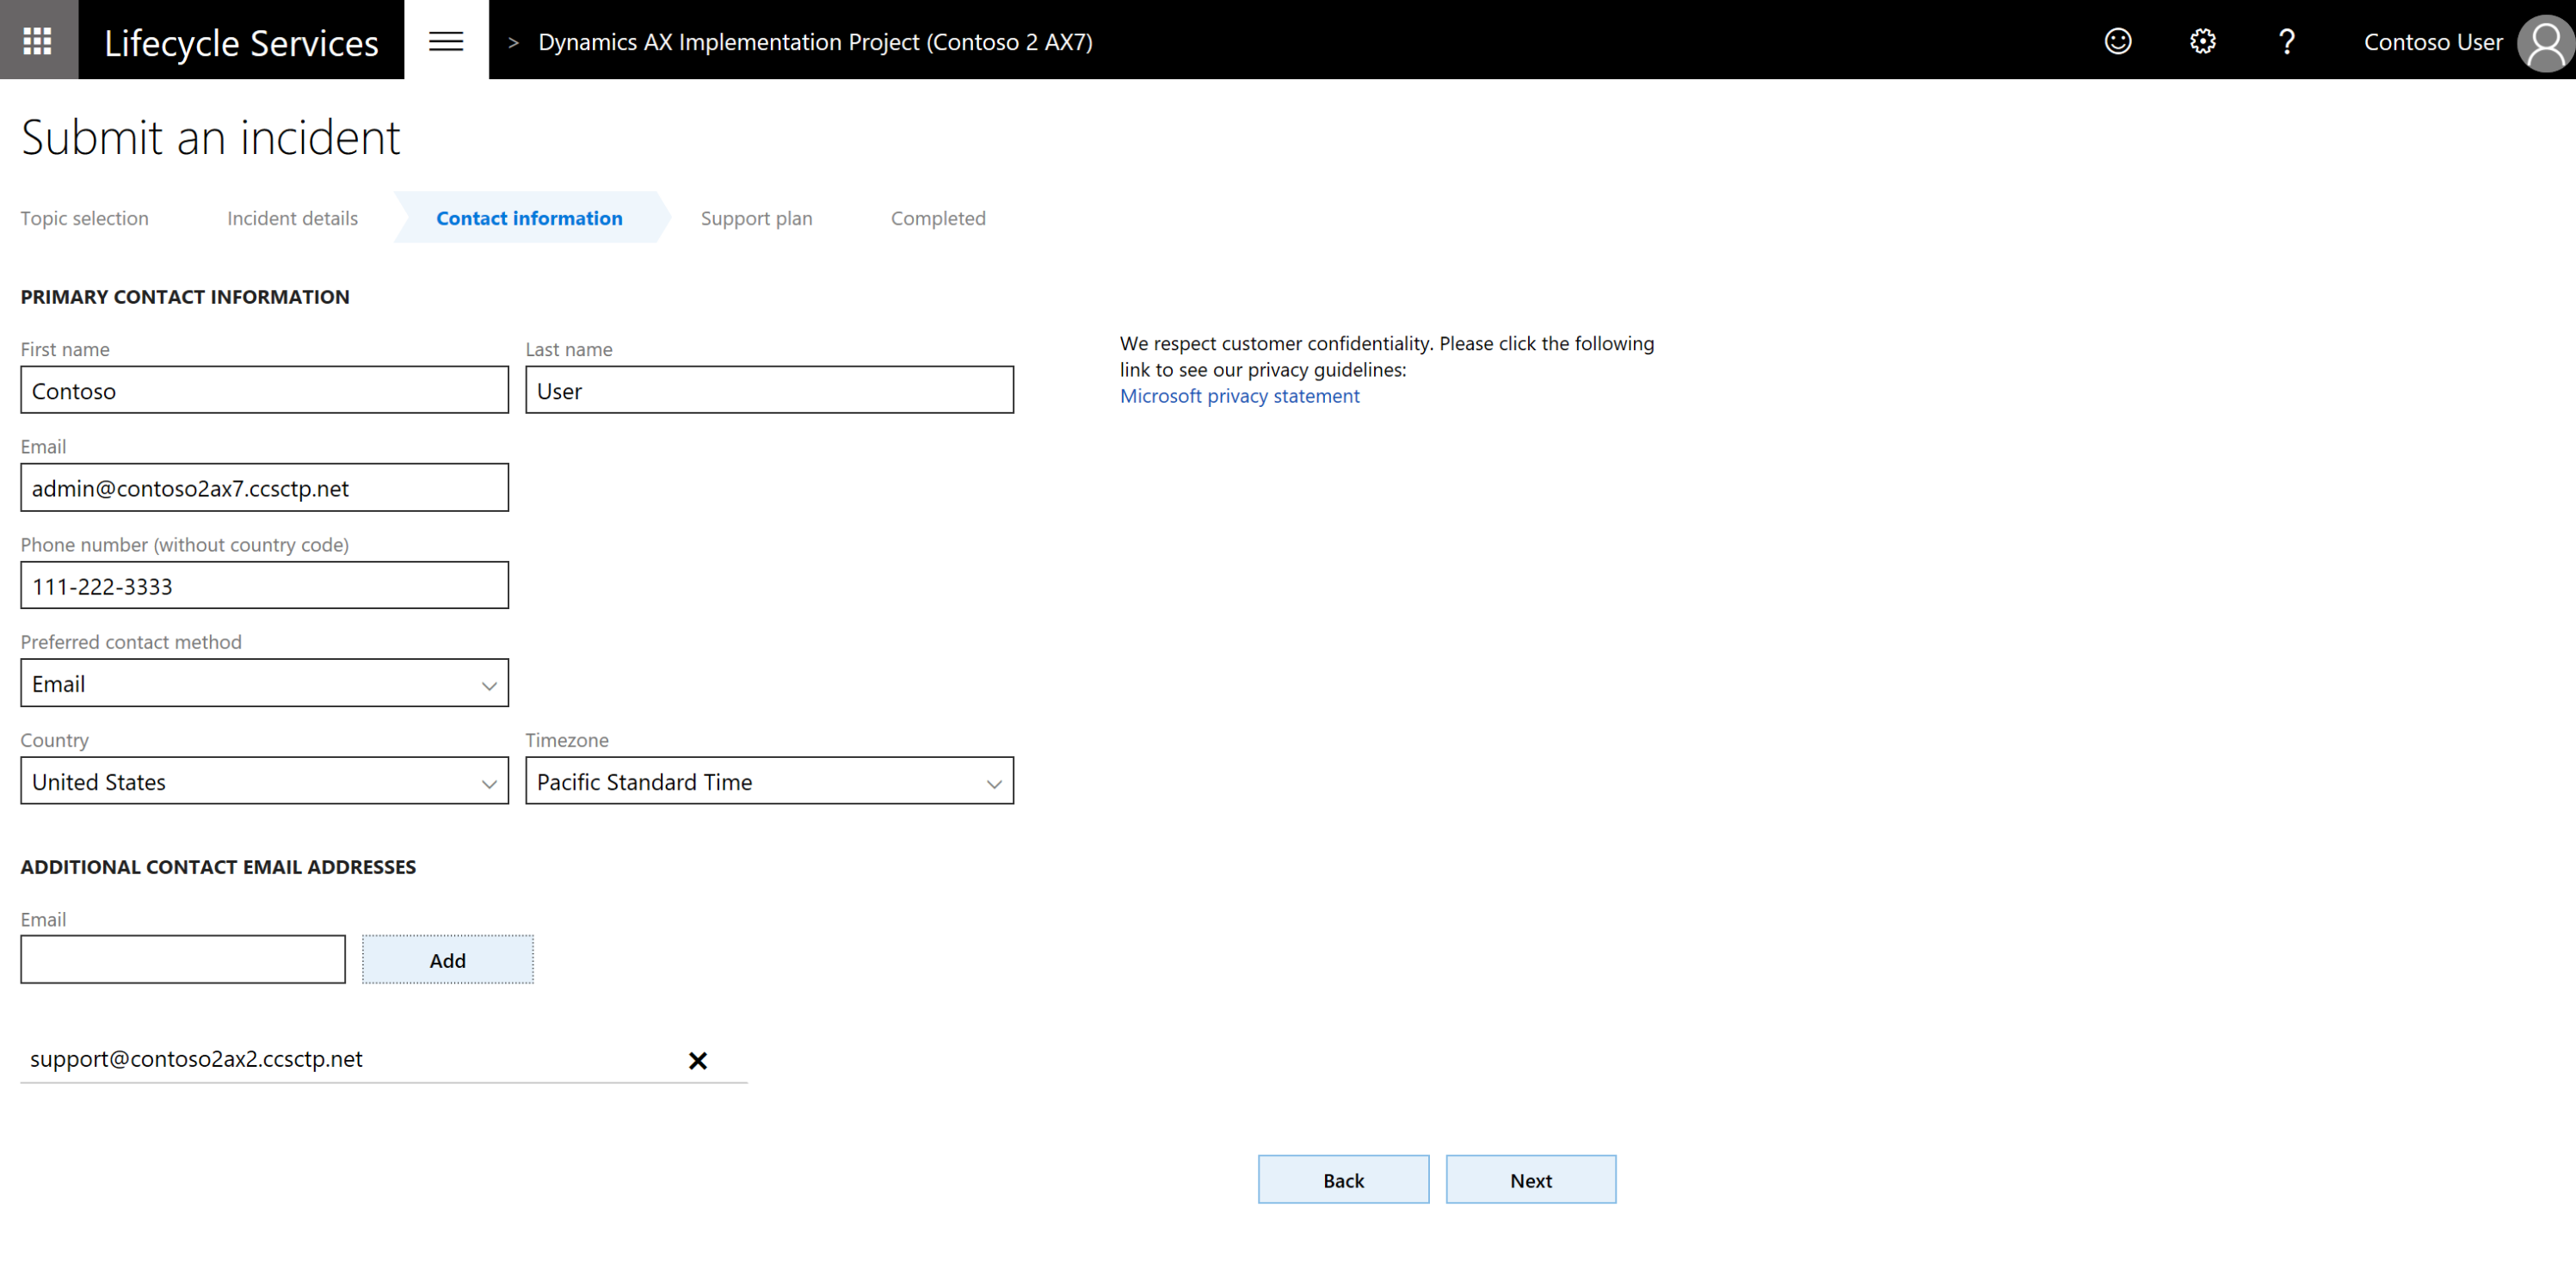 Lifecycle Services > Dynamics AX Implementation Project (Contoso 2 AX7) ? Contoso User
Submit an incident
Topic selection Incident details Contact information Support plan Completed
PRIMARY CONTACT INFORMATION
First name Last name
Contoso User
We respect customer confidentiality. Please click the following
link to see our privacy guidelines:
Microsoft privacy statement
Email
admin@contoso2ax7.ccsctp.net
Phone number (without country code)
111-222-3333
Preferred contact method
Email
Country Timezone
United States Pacific Standard Time
ADDITIONAL CONTACT EMAIL ADDRESSES
Email
Add
support@contoso2ax2.ccsctp.net
Back Next